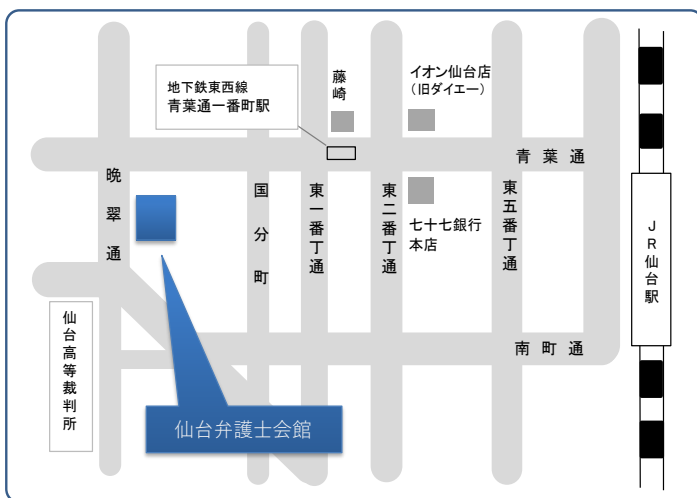 地下鉄東西線
青葉通一番町駅
藤崎
イオン仙台店
(旧ダイエー)
青葉通
晩翠通
国分町
東一番丁通
東二番丁通
七十七銀行
本店
東五番丁通
JR仙台駅
仙台高等裁判所
南町通
仙台弁護士会館